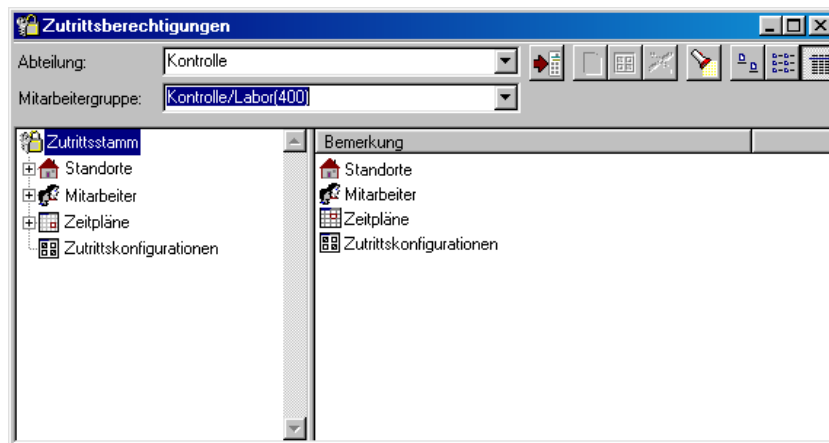 Zutrittsberechtigungen
Abteilung: Kontrolle
Mitarbeitergruppe: Kontrolle/Labor(400)
Zutrittsstamm
Standorte
Mitarbeiter
Zeitpläne
Zutrittskonfigurationen
Bemerkung
Standorte
Mitarbeiter
Zeitpläne
Zutrittskonfigurationen